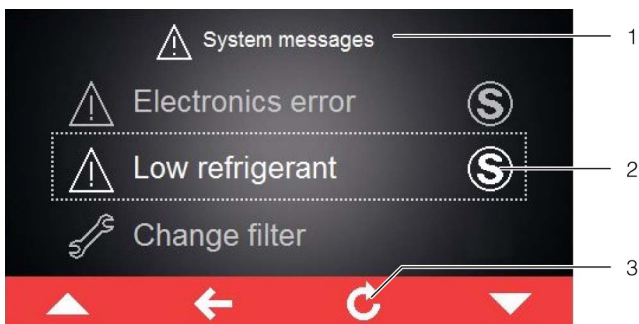 System messages
1
Electronics error
S
Low refrigerant
S
2
Change filter
3